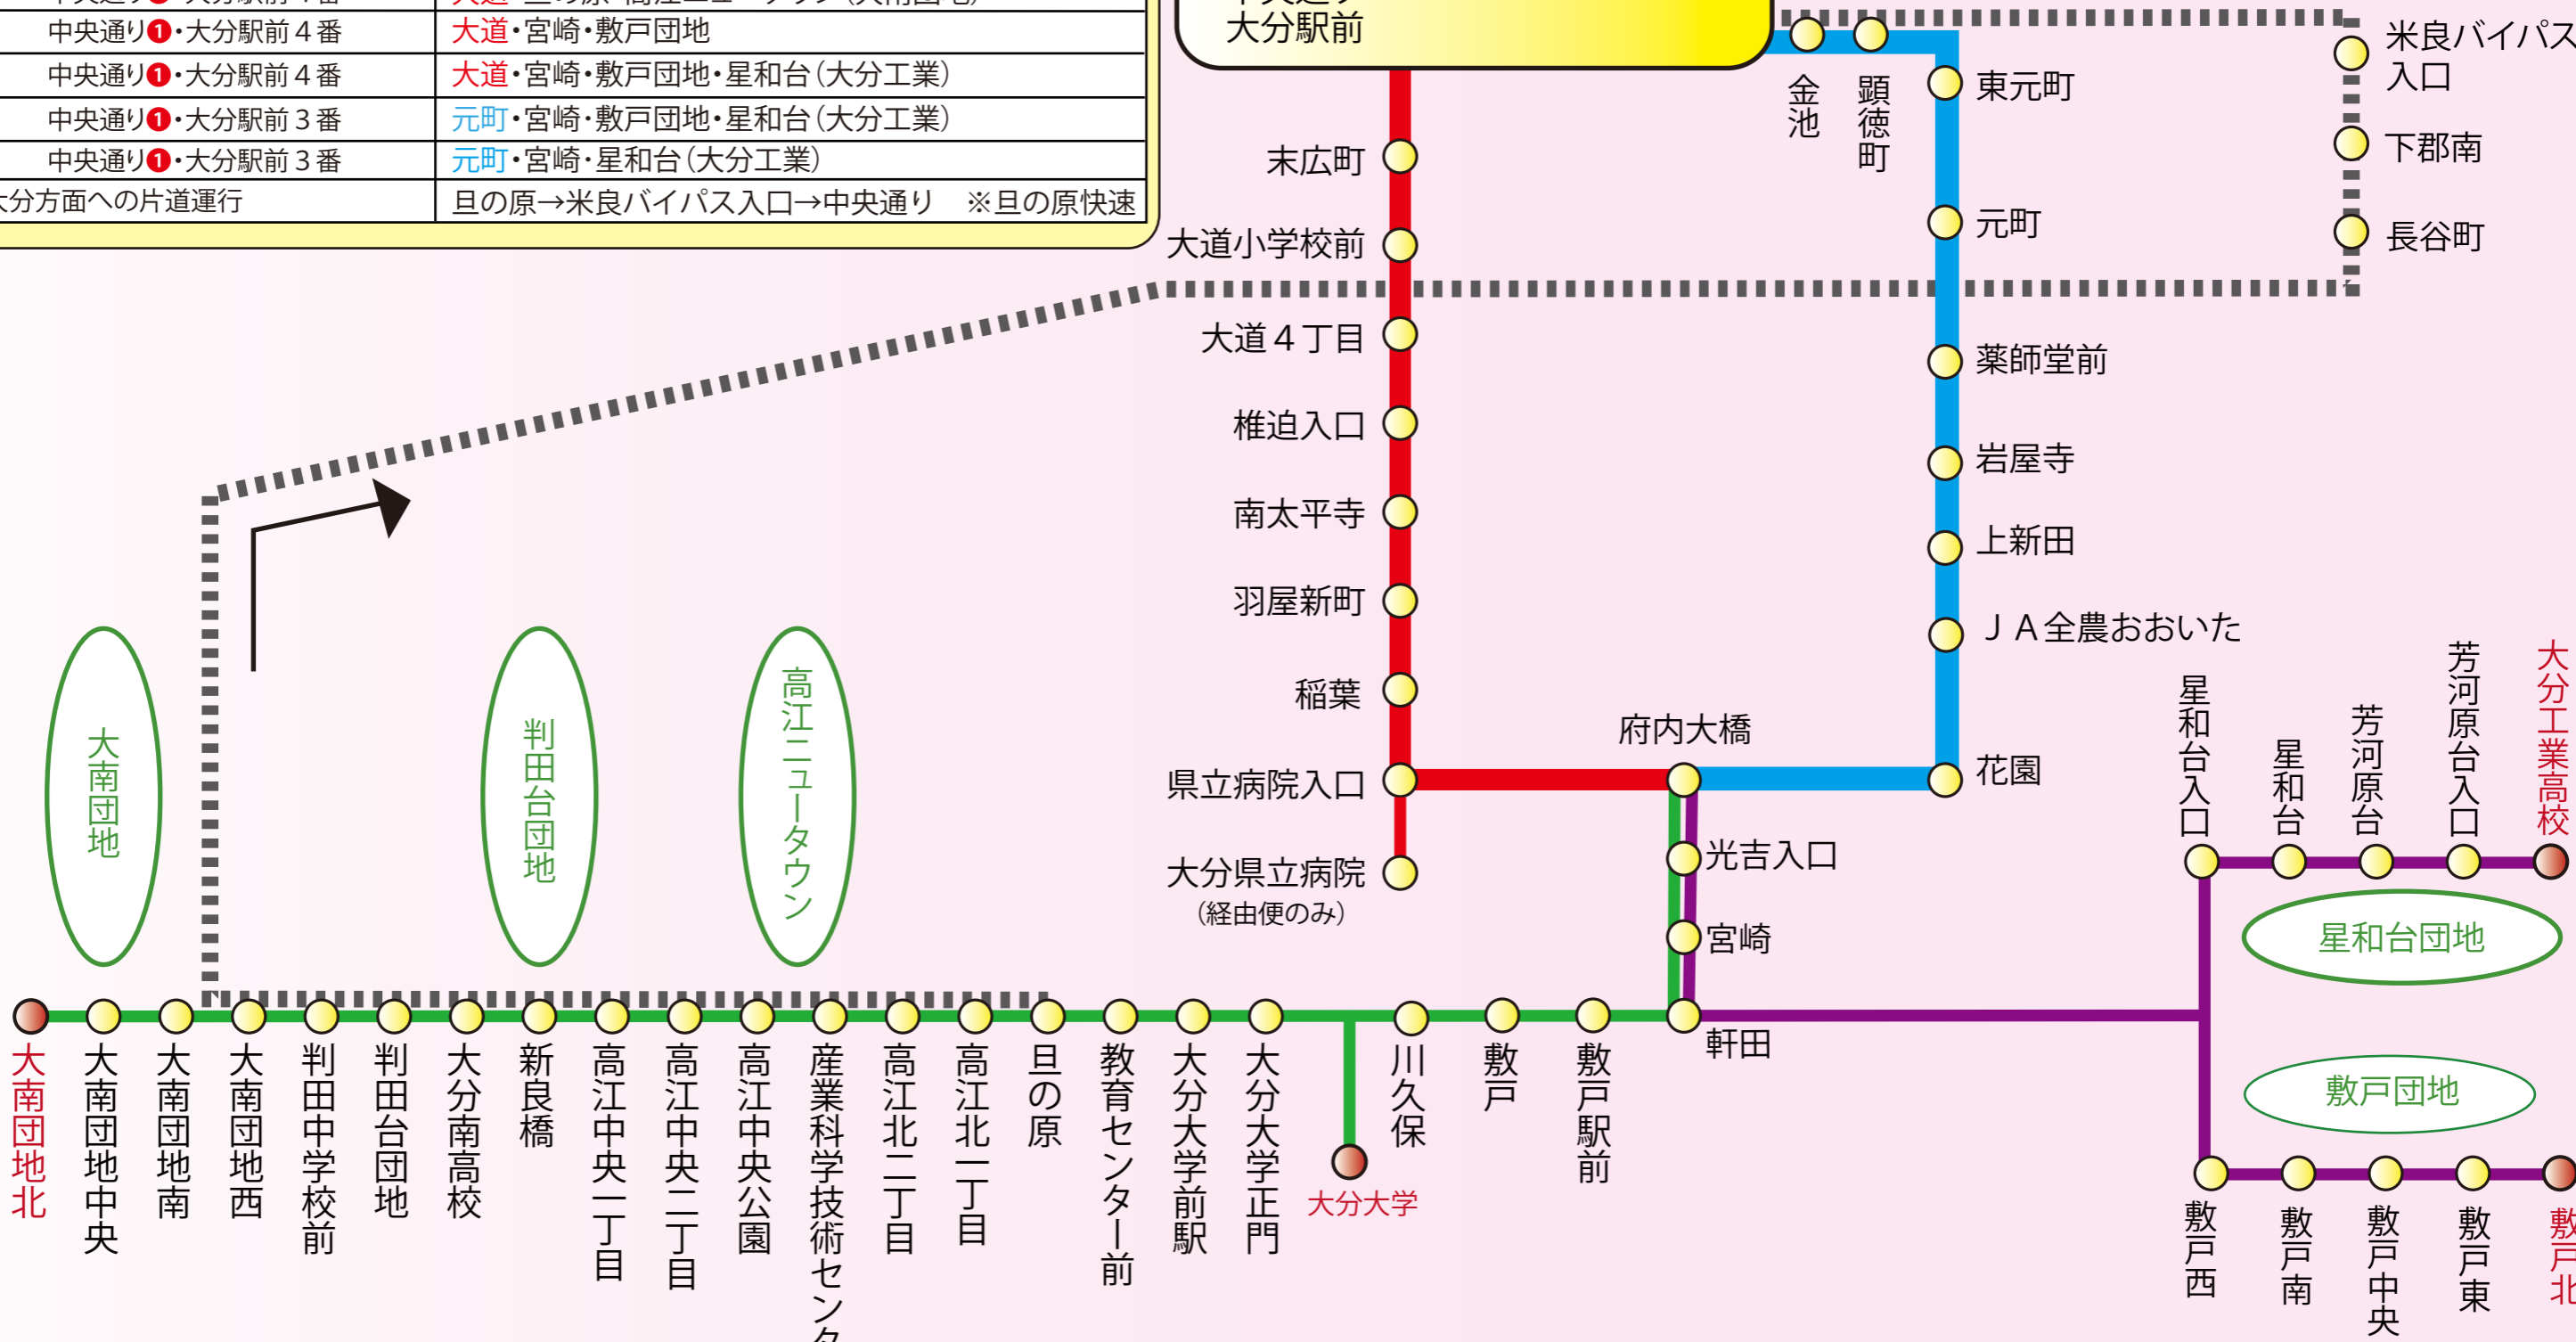 中央通り❶・大分駅前４番
大道・宮崎・敷戸団地
中央通り❶・大分駅前４番
大道・宮崎・敷戸団地・星和台（大分工業）
中央通り❶・大分駅前３番
元町・宮崎・敷戸団地・星和台（大分工業）
中央通り❶・大分駅前３番
元町・宮崎・星和台（大分工業）
大分方面への片道運行
旦の原→米良バイパス入口→中央通り　※旦の原快速
大分駅前
金池
顕徳町
東元町
元町
薬師堂前
岩屋寺
上新田
ＪＡ全農おおいた
花園
米良バイパス
入口
下郡南
長谷町
末広町
大道小学校前
大道４丁目
椎迫入口
南太平寺
羽屋新町
稲葉
県立病院入口
大分県立病院
（経由便のみ）
府内大橋
光吉入口
宮崎
軒田
大南団地
判田台団地
高江ニュータウン
星和台入口
星和台
芳河原台
芳河原台入口
大分工業高校
星和台団地
敷戸団地
大南団地北
大南団地中央
大南団地南
大南団地西
判田中学校前
判田台団地
大分南高校
新良橋
高江中央一丁目
高江中央二丁目
高江中央公園
産業科学技術センタ
高江北二丁目
高江北一丁目
旦の原
教育センター前
大分大学前駅
大分大学正門
大分大学
川久保
敷戸
敷戸駅前
敷戸西
敷戸南
敷戸中央
敷戸東
敷戸北